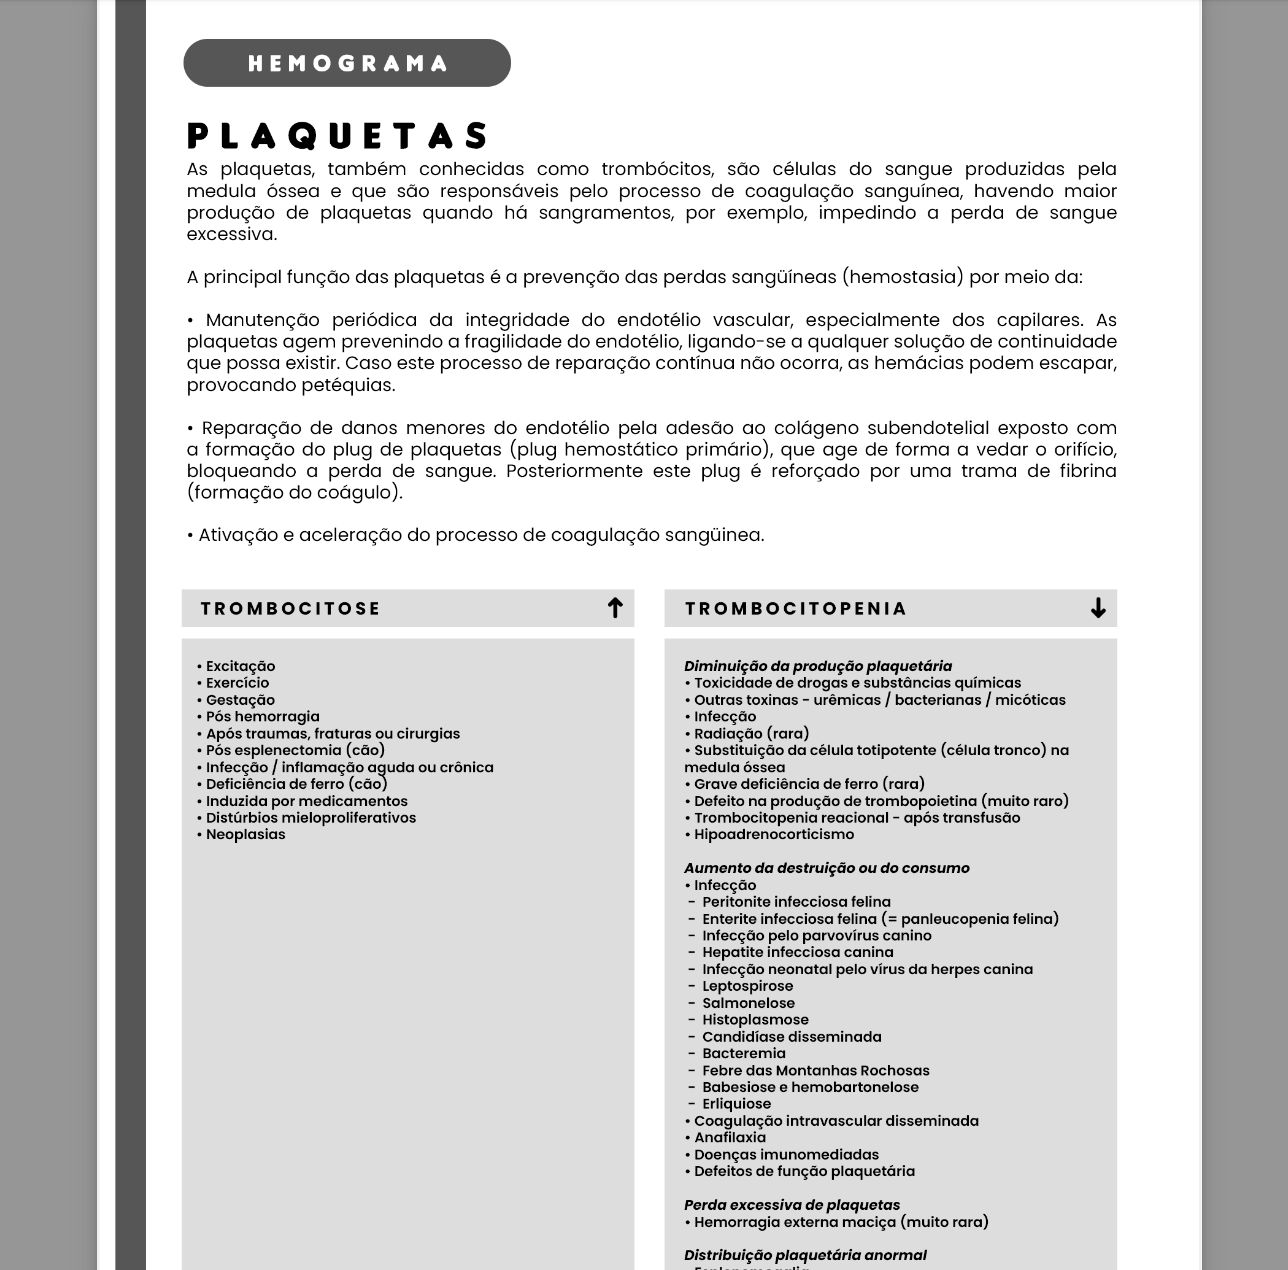 HEMOGRAMA
PLAQUETAS
As plaquetas, também conhecidas como trombócitos, são células do sangue produzidas pela
medula óssea e que são responsáveis pelo processo de coagulação sanguínea, havendo maior
produção de plaquetas quando há sangramentos, por exemplo, impedindo a perda de sangue
excessiva.
A principal função das plaquetas é a prevenção das perdas sangüíneas (hemostasia) por meio da:
• Manutenção periódica da integridade do endotélio vascular, especialmente dos capilares. As
plaquetas agem prevenindo a fragilidade do endotélio, ligando-se a qualquer solução de continuidade
que possa existir. Caso este processo de reparação contínua não ocorra, as hemácias podem escapar,
provocando petéquias.
• Reparação de danos menores do endotélio pela adesão ao colágeno subendotelial exposto com
a formação do plug de plaquetas (plug hemostático primário), que age de forma a vedar o orifício,
bloqueando a perda de sangue. Posteriormente este plug é reforçado por uma trama de fibrina
(formação do coágulo).
• Ativação e aceleração do processo de coagulação sangüinea.
TROMBOCITOSE ↑
• Excitação
• Exercício
• Gestação
• Pós hemorragia
• Após traumas, fraturas ou cirurgias
• Pós esplenectomia (cão)
• Infecção / inflamação aguda ou crônica
• Deficiência de ferro (cão)
• Induzida por medicamentos
• Distúrbios mieloproliferativos
• Neoplasias
TROMBOCITOPENIA ↓
Diminuição da produção plaquetária
• Toxicidade de drogas e substâncias químicas
• Outras toxinas - urêmicas / bacterianas / micóticas
• Infecção
• Radiação (rara)
• Substituição da célula totipotente (célula tronco) na
medula óssea
• Grave deficiência de ferro (rara)
• Defeito na produção de trombopoietina (muito raro)
• Trombocitopenia reacional - após transfusão
• Hipoadrenocorticismo
Aumento da destruição ou do consumo
• Infecção
- Peritonite infecciosa felina
- Enterite infecciosa felina (= panleucopenia felina)
- Infecção pelo parvovírus canino
- Hepatite infecciosa canina
- Infecção neonatal pelo vírus da herpes canina
- Leptospirose
- Salmonelose
- Histoplasmose
- Candidíase disseminada
- Bacteremia
- Febre das Montanhas Rochosas
- Babesiose e hemobartonelose
- Erliquiose
• Coagulação intravascular disseminada
• Anafilaxia
• Doenças imunomediadas
• Defeitos de função plaquetária
Perda excessiva de plaquetas
• Hemorragia externa maciça (muito rara)
Distribuição plaquetária anormal